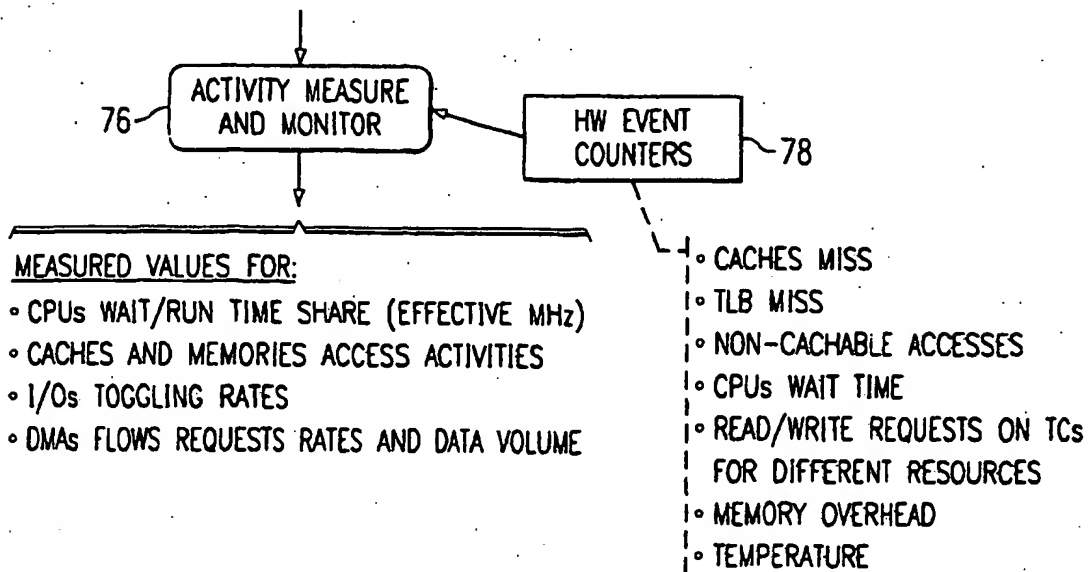 ACTIVITY MEASURE
AND MONITOR
76
HW EVENT
COUNTERS
78
MEASURED VALUES FOR:
∘ CPUs WAIT/RUN TIME SHARE (EFFECTIVE MHz)
∘ CACHES AND MEMORIES ACCESS ACTIVITIES
∘ I/Os TOGGLING RATES
∘ DMAs FLOWS REQUESTS RATES AND DATA VOLUME
∘ CACHES MISS
∘ TLB MISS
∘ NON-CACHABLE ACCESSES
∘ CPUs WAIT TIME
∘ READ/WRITE REQUESTS ON TCs
FOR DIFFERENT RESOURCES
∘ MEMORY OVERHEAD
∘ TEMPERATURE